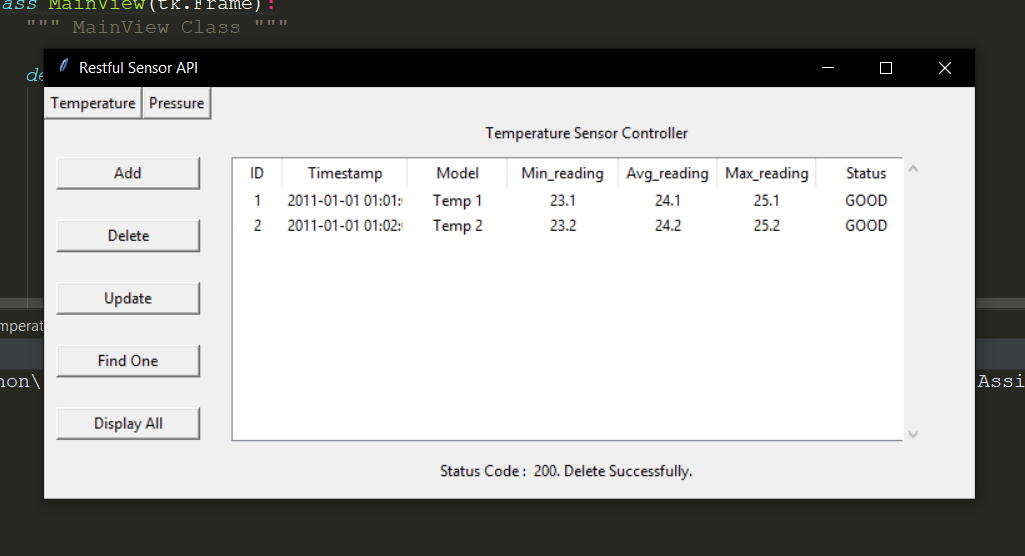 ass MainView(tk.Frame):
""" MainView Class """
de
Restful Sensor API
Temperature Pressure
Temperature Sensor Controller
Add
Delete
Update
Find One
Display All
ID Timestamp Model Min_reading Avg_reading Max_reading Status
1 2011-01-01 01:01: Temp 1 23.1 24.1 25.1 GOOD
2 2011-01-01 01:02: Temp 2 23.2 24.2 25.2 GOOD
Status Code : 200. Delete Successfully.
mperat
non\ Assi